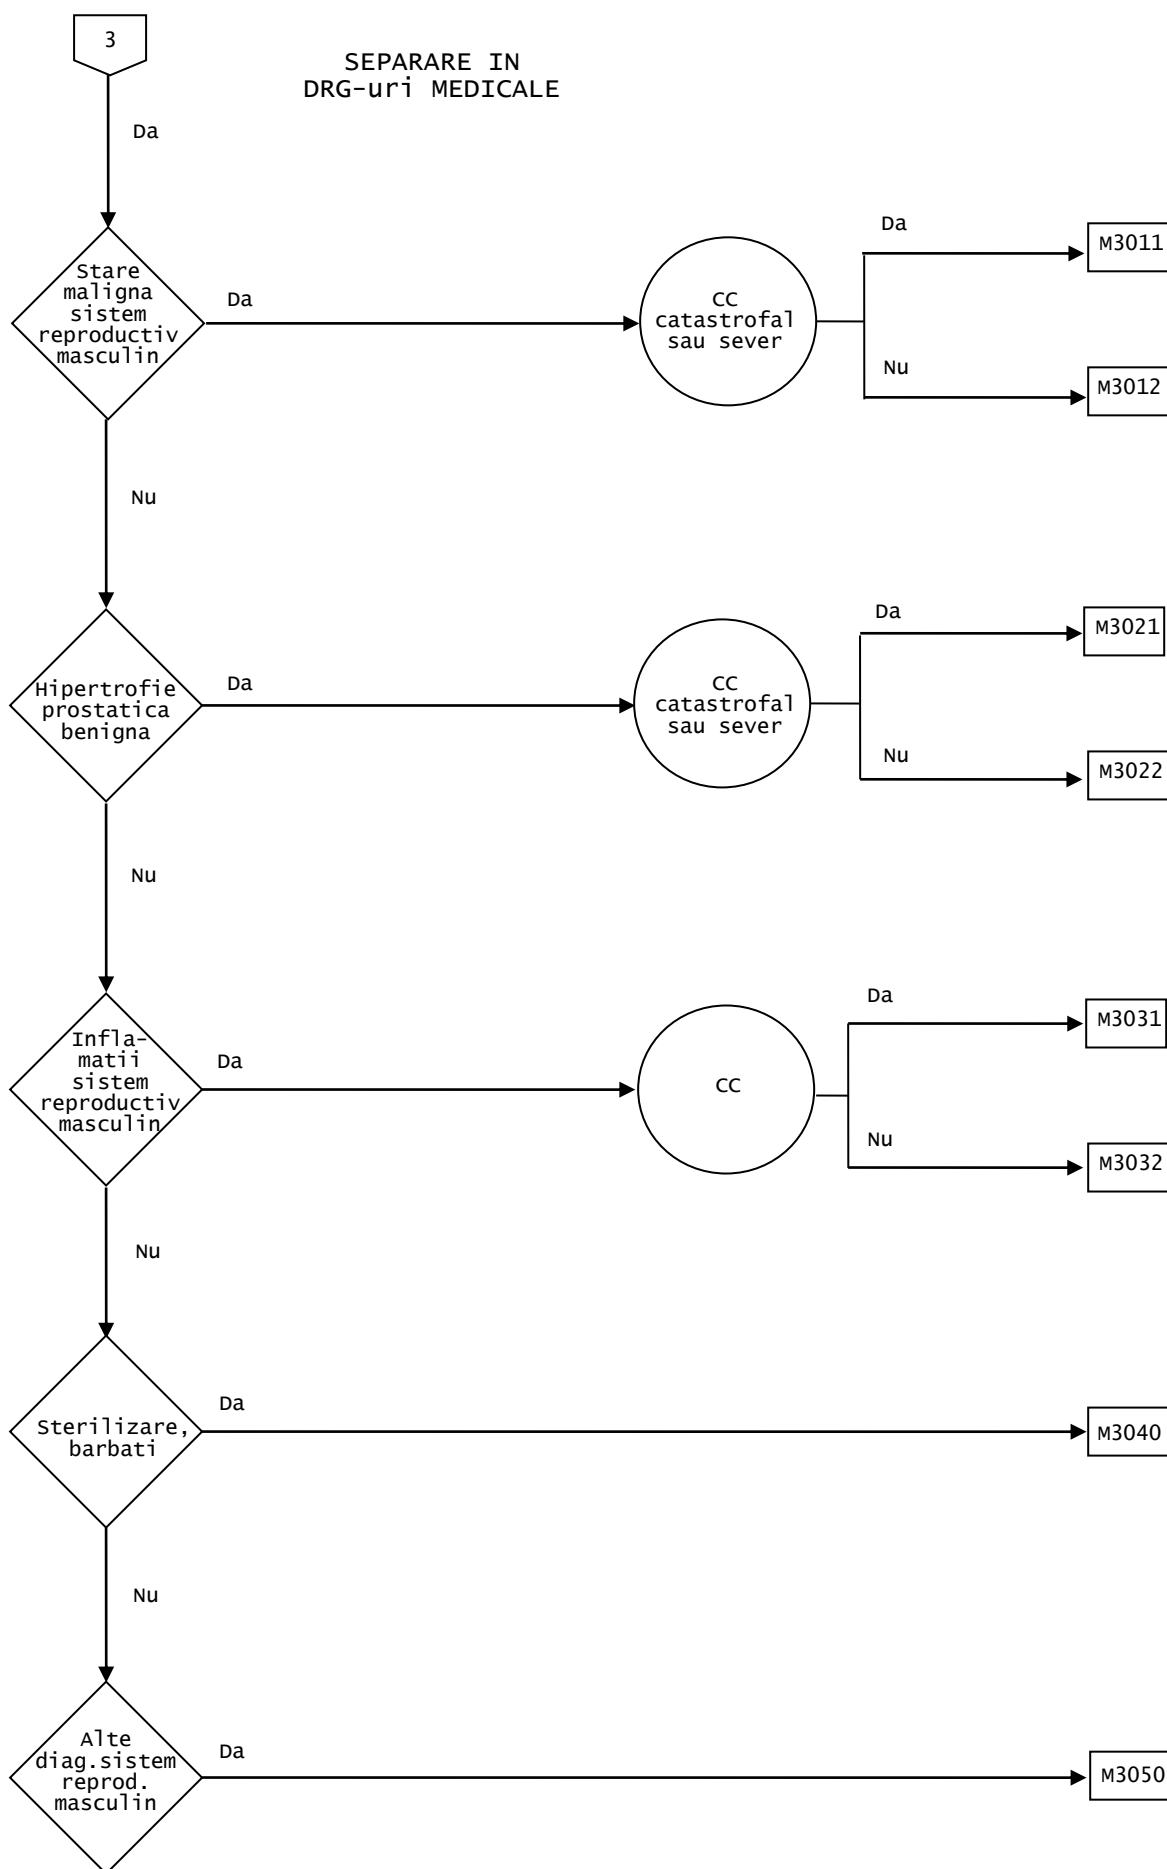 3
SEPARARE IN
DRG-uri MEDICALE
Da
Stare
maligna
sistem
reproductiv
masculin
Da
CC
catastrofal
sau sever
Da
M3011
Nu
M3012
Nu
Hipertrofie
prostatica
benigna
Da
CC
catastrofal
sau sever
Da
M3021
Nu
M3022
Nu
Infla-
matii
sistem
reproductiv
masculin
Da
CC
Da
M3031
Nu
M3032
Nu
Sterilizare,
barbati
Da
M3040
Nu
Alte
diag.sistem
reprod.
masculin
Da
M3050